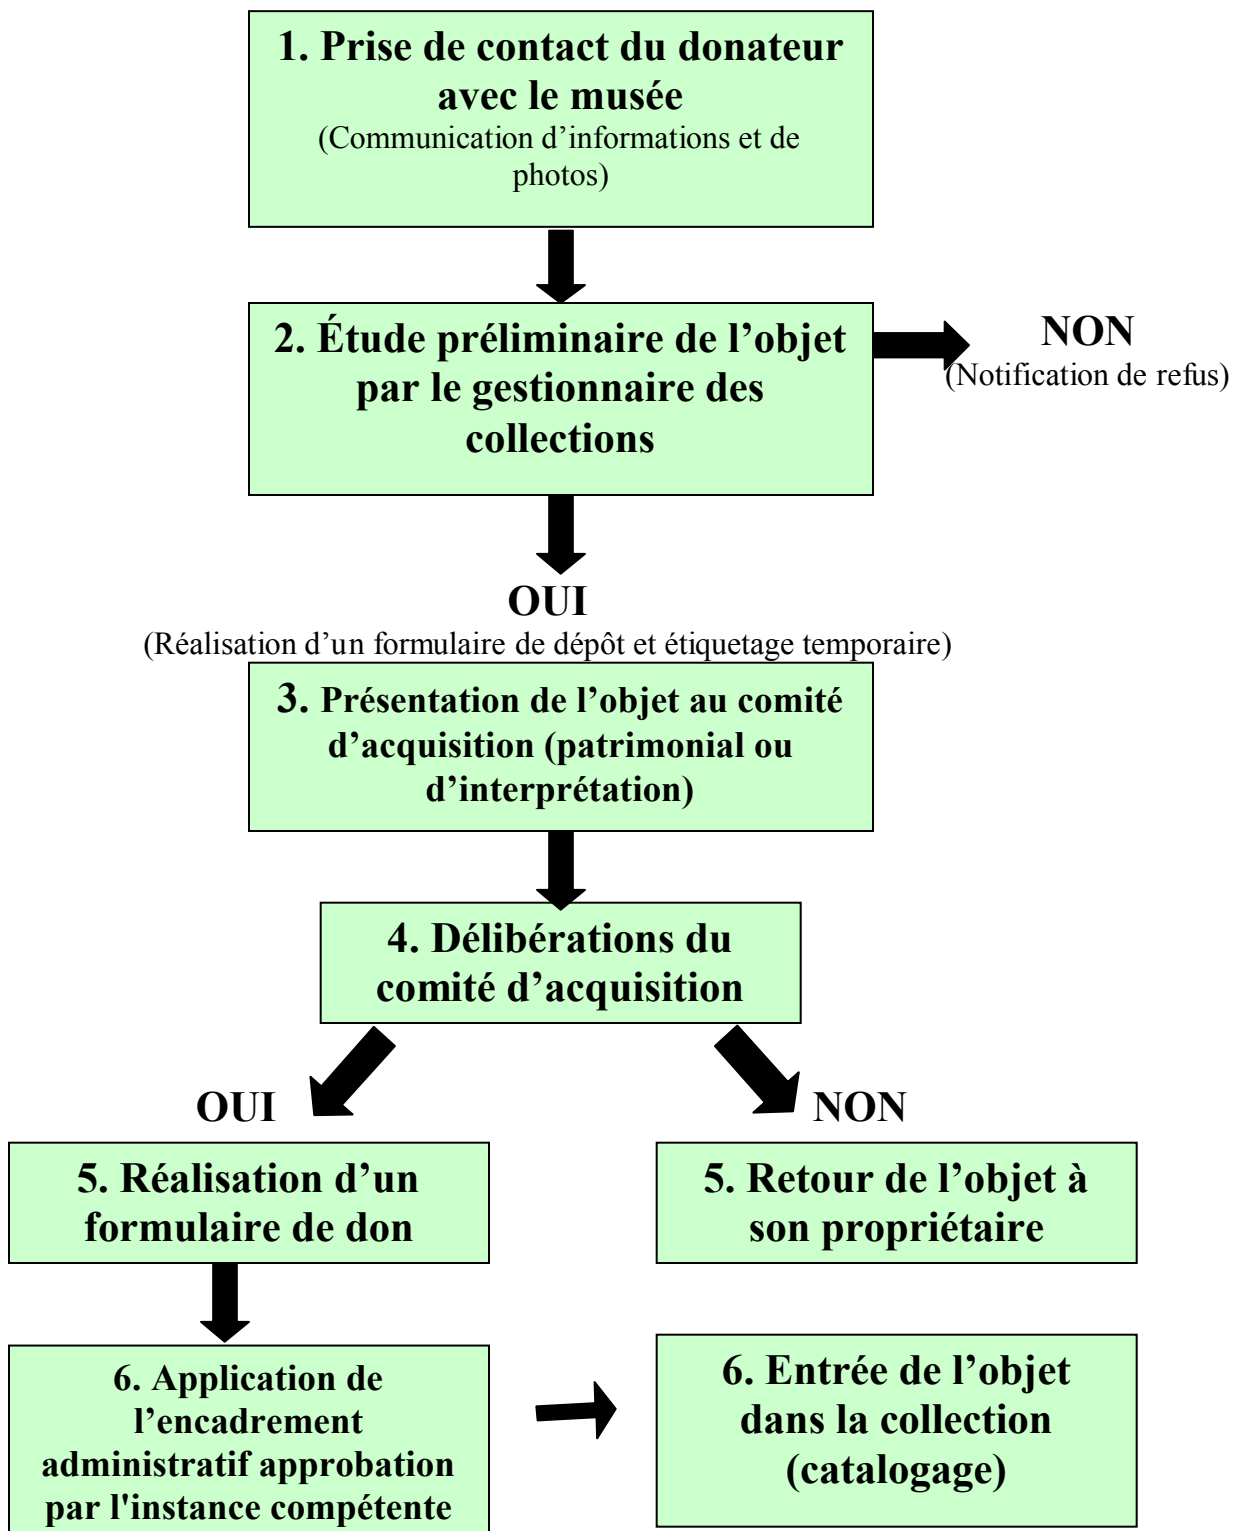 1. Prise de contact du donateur
avec le musée
(Communication d’informations et de
photos)
2. Étude préliminaire de l’objet
par le gestionnaire des
collections
NON
(Notification de refus)
OUI
(Réalisation d’un formulaire de dépôt et étiquetage temporaire)
3. Présentation de l’objet au comité
d’acquisition (patrimonial ou
d’interprétation)
4. Délibérations du
comité d’acquisition
OUI
NON
5. Réalisation d’un
formulaire de don
5. Retour de l’objet à
son propriétaire
6. Application de
l’encadrement
administratif approbation
par l'instance compétente
6. Entrée de l’objet
dans la collection
(catalogage)